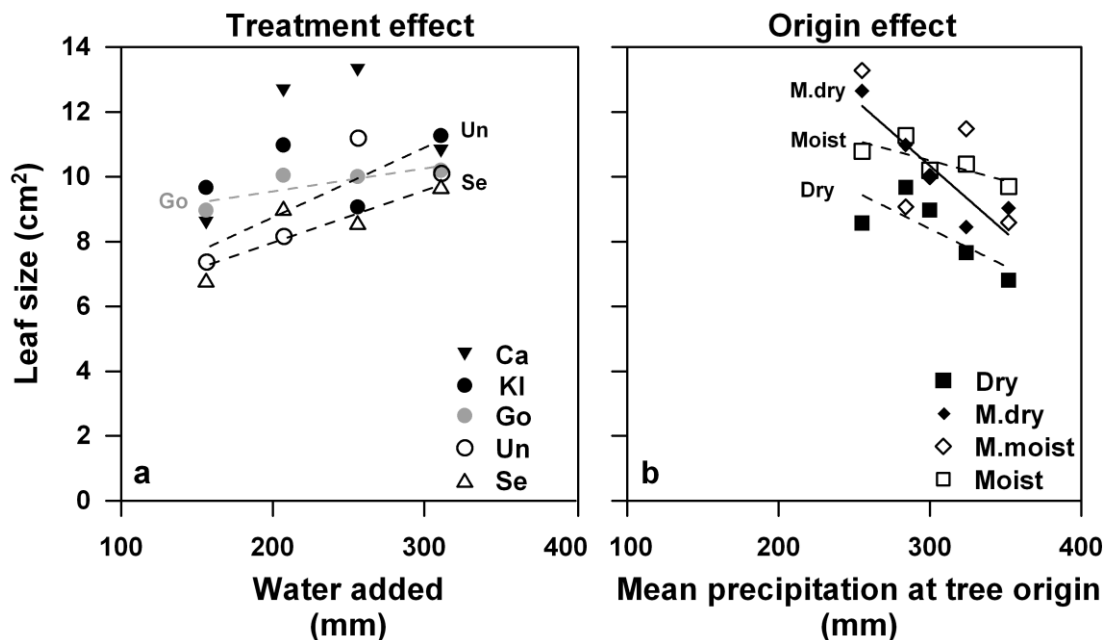 Treatment effect
Origin effect
Leaf size (cm²)
14
12
10
8
6
4
2
0
Go
Un
Se
Ca
KI
Go
Un
Se
a
100
200
300
400
Water added
(mm)
M.dry
Moist
Dry
Dry
M.dry
M.moist
Moist
b
100
200
300
400
Mean precipitation at tree origin
(mm)